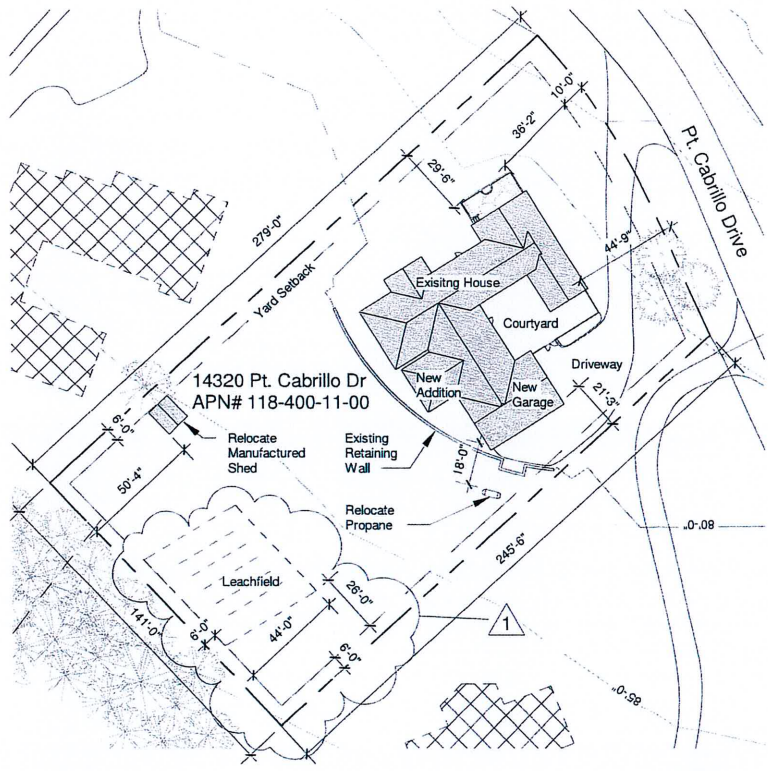 10'-0"
36'-2"
Pt. Cabrillo Drive
29'-6"
279'-0"
44'-9"
Yard Setback
Exisitng House
Courtyard
Driveway
14320 Pt. Cabrillo Dr
APN# 118-400-11-00
New
Addition
New
Garage
21'-3"
6'-0"
Relocate
Manufactured
Shed
Existing
Retaining
Wall
18'-0"
50'-4"
Relocate
Propane
80'-0"
245'-6"
Leachfield
26'-0"
141'-0"
6'-0"
44'-0"
6'-0"
1
85'-0"